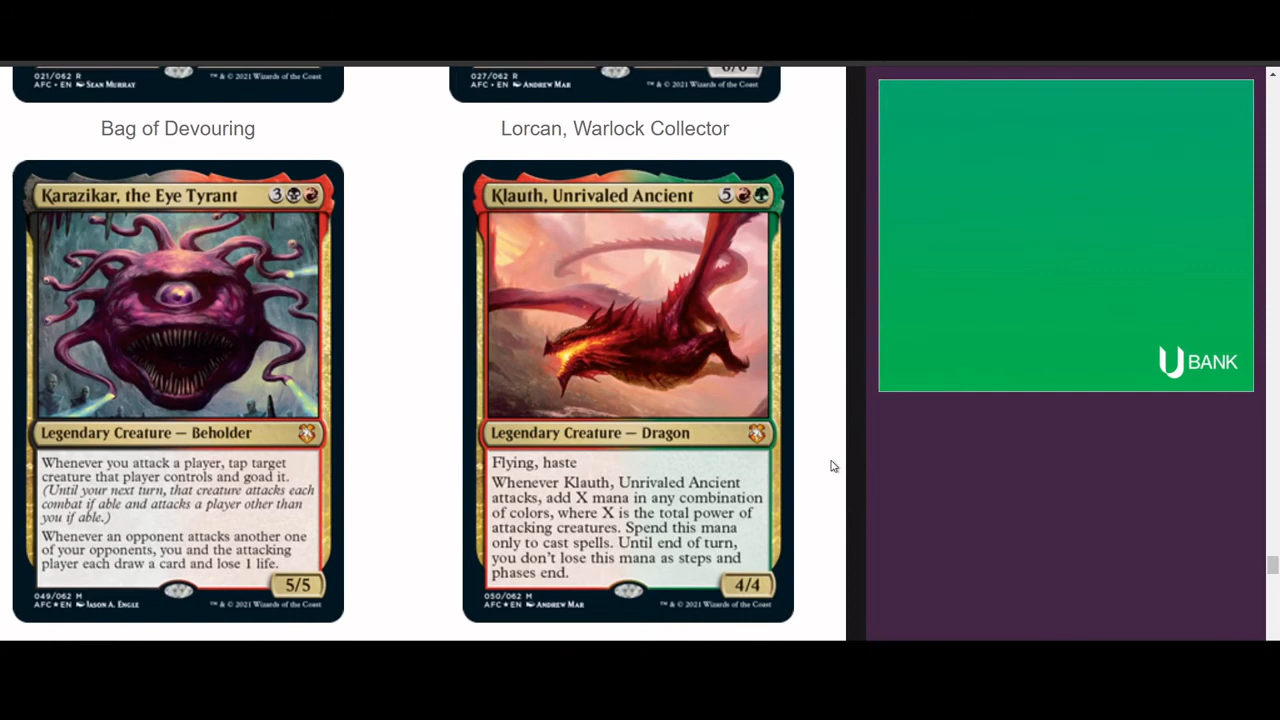 021/062 R
AFC • EN SEAN MURRAY
™ & © 2021 Wizards of the Coast
027/062 R
AFC • EN ANDREW MAR
™ & © 2021 Wizards of the Coast
Bag of Devouring
Lorcan, Warlock Collector
Karazikar, the Eye Tyrant 3
Legendary Creature — Beholder
Whenever you attack a player, tap target
creature that player controls and goad it.
(Until your next turn, that creature attacks each
combat if able and attacks a player other than
you if able.)
Whenever an opponent attacks another one
of your opponents, you and the attacking
player each draw a card and lose 1 life.
5/5
049/062 M
AFC ★ EN JASON A. ENGLE
™ & © 2021 Wizards of the Coast
Klauth, Unrivaled Ancient 5
Legendary Creature — Dragon
Flying, haste
Whenever Klauth, Unrivaled Ancient
attacks, add X mana in any combination
of colors, where X is the total power of
attacking creatures. Spend this mana
only to cast spells. Until end of turn,
you don't lose this mana as steps and
phases end.
4/4
050/062 M
AFC ★ EN ANDREW MAR
™ & © 2021 Wizards of the Coast
UBANK